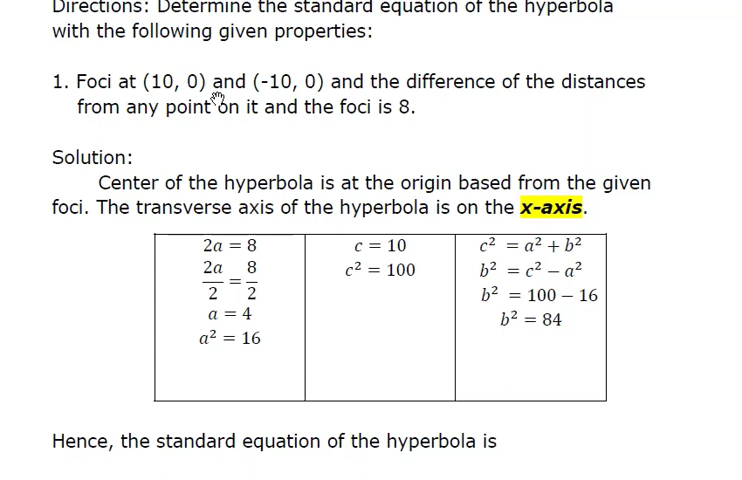 Directions: Determine the standard equation of the hyperbola
with the following given properties:
1. Foci at (10, 0) and (-10, 0) and the difference of the distances
from any point on it and the foci is 8.
Solution:
Center of the hyperbola is at the origin based from the given
foci. The transverse axis of the hyperbola is on the x-axis.
2a = 8
2a/2 = 8/2
a = 4
a² = 16
c = 10
c² = 100
c² = a² + b²
b² = c² − a²
b² = 100 − 16
b² = 84
Hence, the standard equation of the hyperbola is